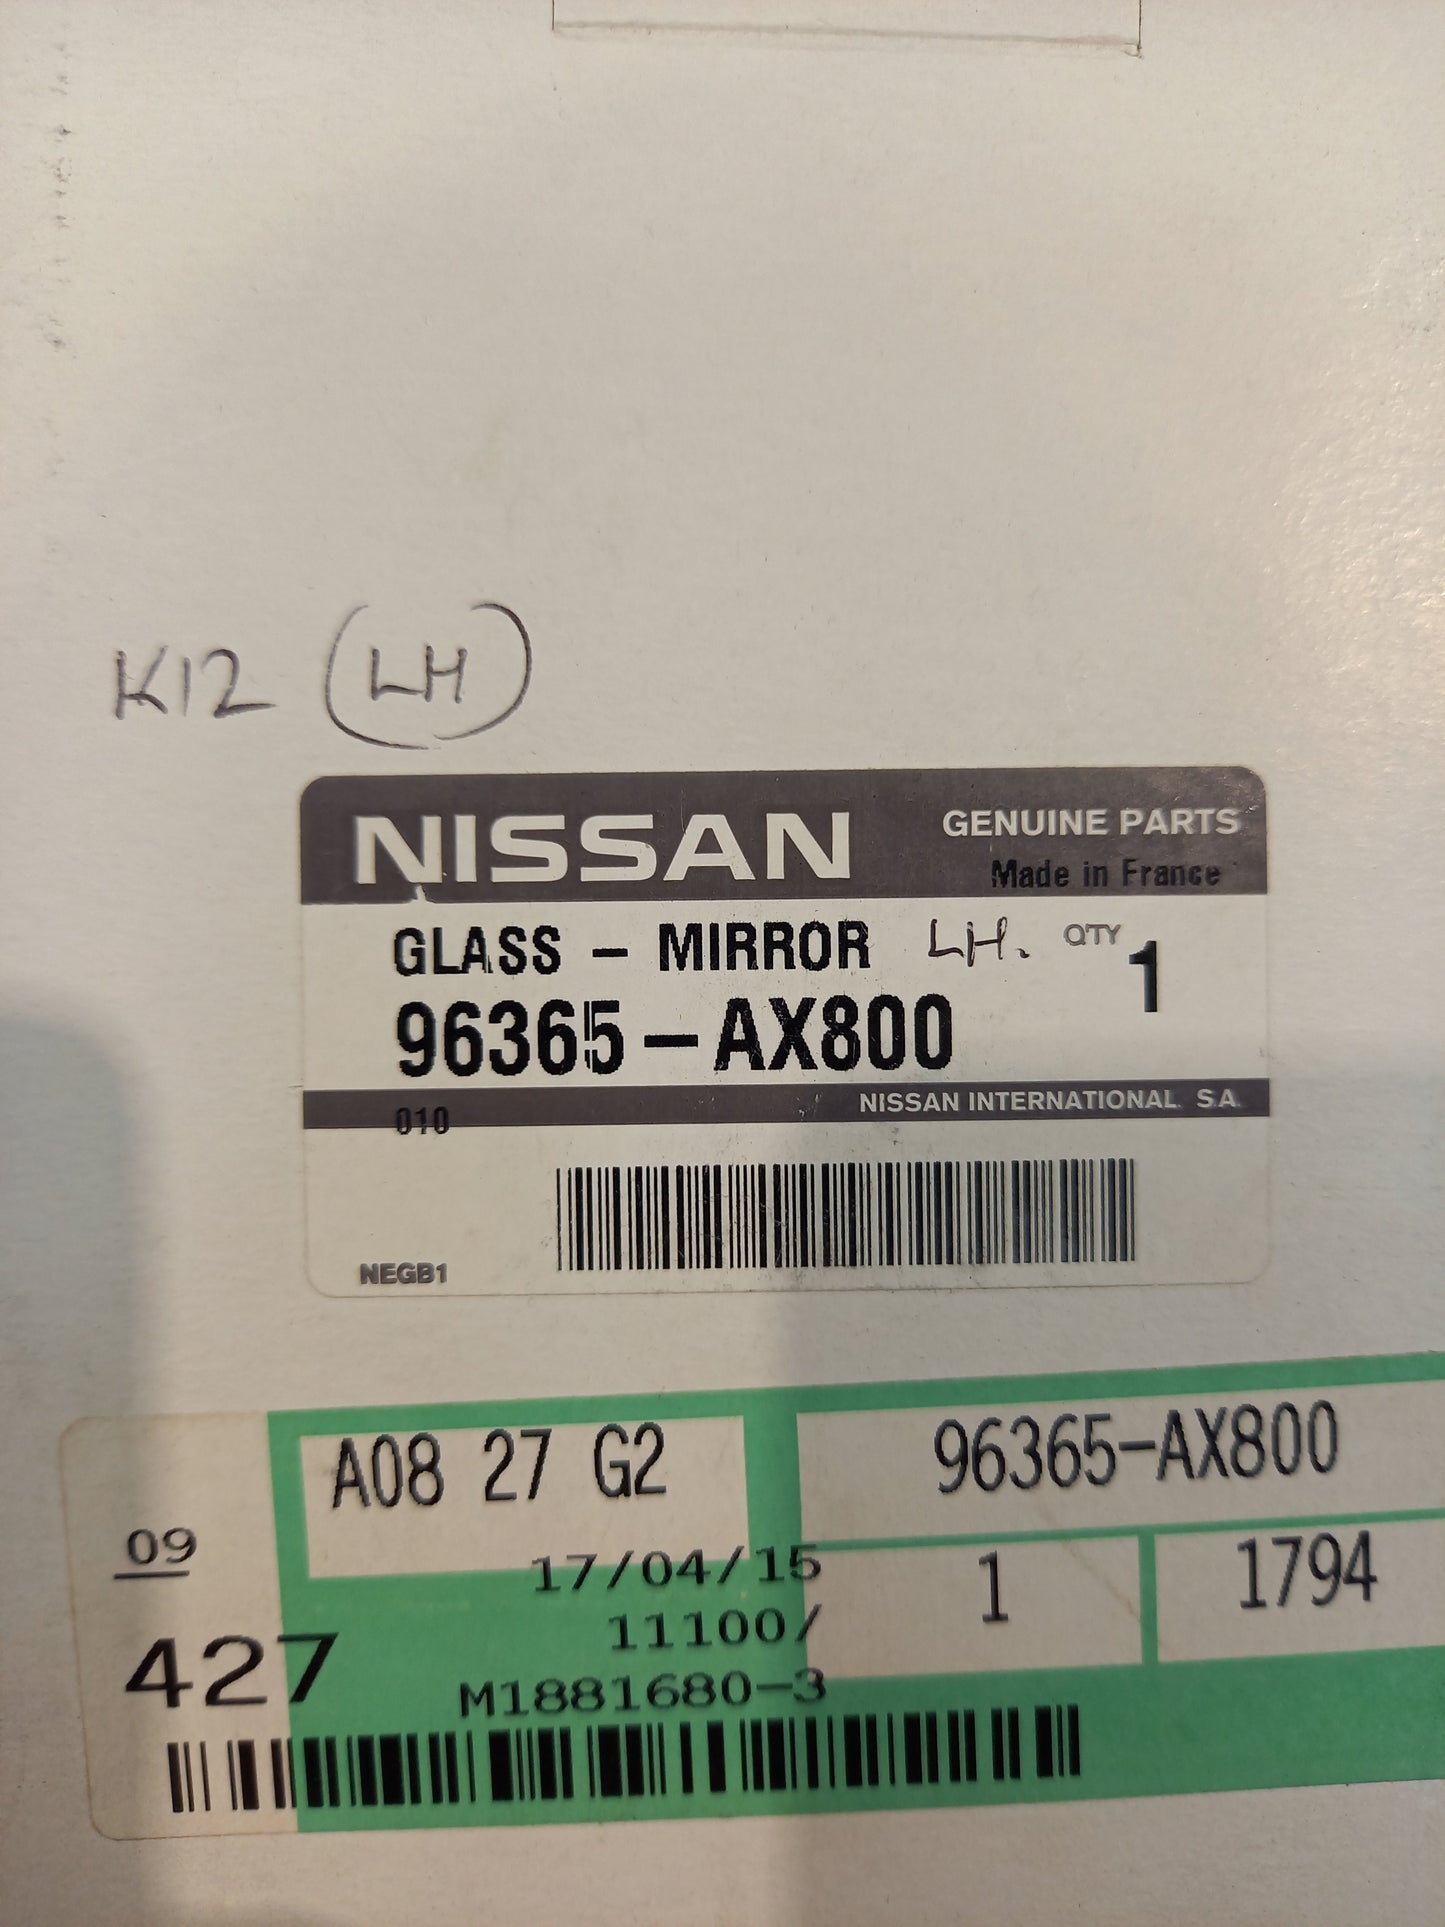 K12 (LH)
NISSAN GENUINE PARTS
Made in France
GLASS - MIRROR LH. QTY 1
96365-AX800
NISSAN INTERNATIONAL S.A.
010
NEGB1
A08 27 G2 96365-AX800
09
17/04/15 1 1794
11100/
427 M1881680-3